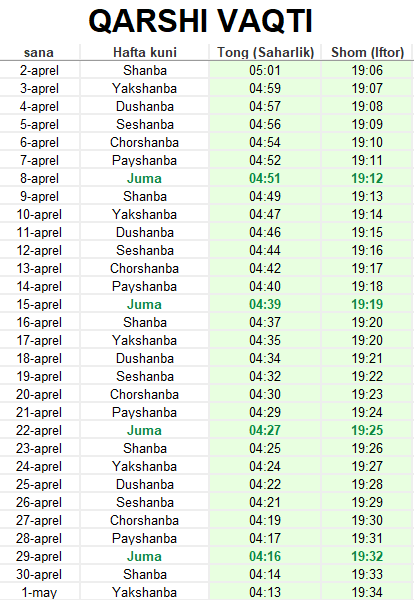 QARSHI VAQTI
sana Hafta kuni Tong (Saharlik) Shom (Iftor)
2-aprel Shanba 05:01 19:06
3-aprel Yakshanba 04:59 19:07
4-aprel Dushanba 04:57 19:08
5-aprel Seshanba 04:56 19:09
6-aprel Chorshanba 04:54 19:10
7-aprel Payshanba 04:52 19:11
8-aprel Juma 04:51 19:12
9-aprel Shanba 04:49 19:13
10-aprel Yakshanba 04:47 19:14
11-aprel Dushanba 04:46 19:15
12-aprel Seshanba 04:44 19:16
13-aprel Chorshanba 04:42 19:17
14-aprel Payshanba 04:40 19:18
15-aprel Juma 04:39 19:19
16-aprel Shanba 04:37 19:20
17-aprel Yakshanba 04:35 19:20
18-aprel Dushanba 04:34 19:21
19-aprel Seshanba 04:32 19:22
20-aprel Chorshanba 04:30 19:23
21-aprel Payshanba 04:29 19:24
22-aprel Juma 04:27 19:25
23-aprel Shanba 04:25 19:26
24-aprel Yakshanba 04:24 19:27
25-aprel Dushanba 04:22 19:28
26-aprel Seshanba 04:21 19:29
27-aprel Chorshanba 04:19 19:30
28-aprel Payshanba 04:17 19:31
29-aprel Juma 04:16 19:32
30-aprel Shanba 04:14 19:33
1-may Yakshanba 04:13 19:34